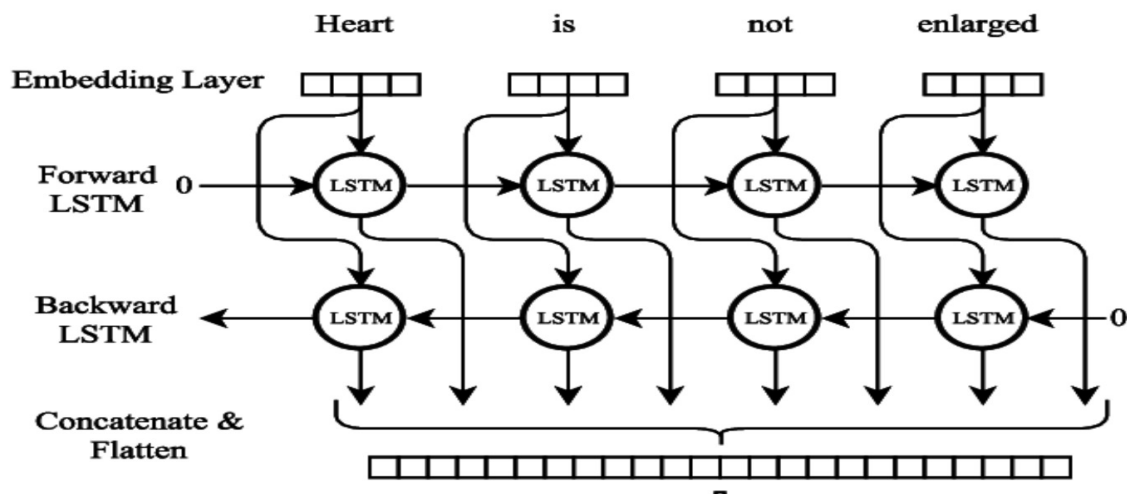 Heart is not enlarged
Embedding Layer
Forward
LSTM
0
LSTM LSTM LSTM LSTM
Backward
LSTM
LSTM LSTM LSTM LSTM
0
Concatenate &
Flatten